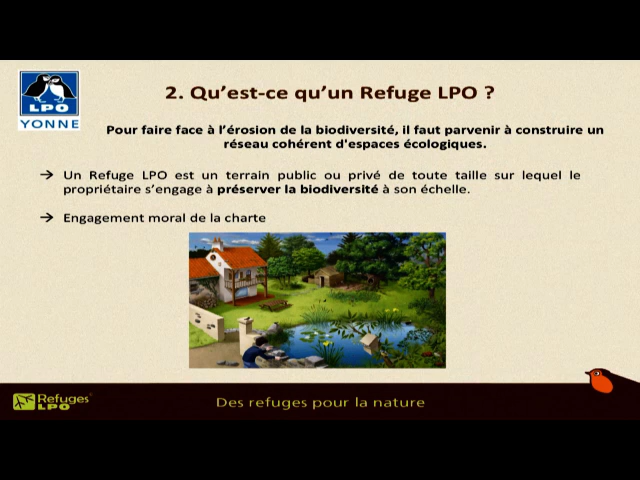 LPO
YONNE
2. Qu’est-ce qu’un Refuge LPO ?
Pour faire face à l’érosion de la biodiversité, il faut parvenir à construire un
réseau cohérent d'espaces écologiques.
→ Un Refuge LPO est un terrain public ou privé de toute taille sur lequel le
propriétaire s’engage à préserver la biodiversité à son échelle.
→ Engagement moral de la charte
Refuges
LPO
Des refuges pour la nature